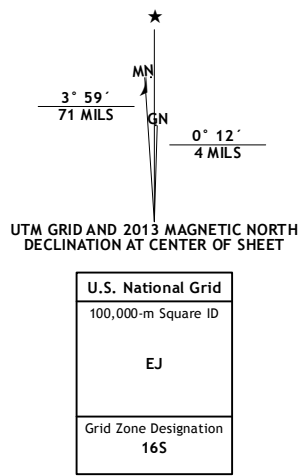 ★
MN
3° 59´
71 MILS
GN
0° 12´
4 MILS
UTM GRID AND 2013 MAGNETIC NORTH
DECLINATION AT CENTER OF SHEET
U.S. National Grid
100,000-m Square ID
EJ
Grid Zone Designation
16S